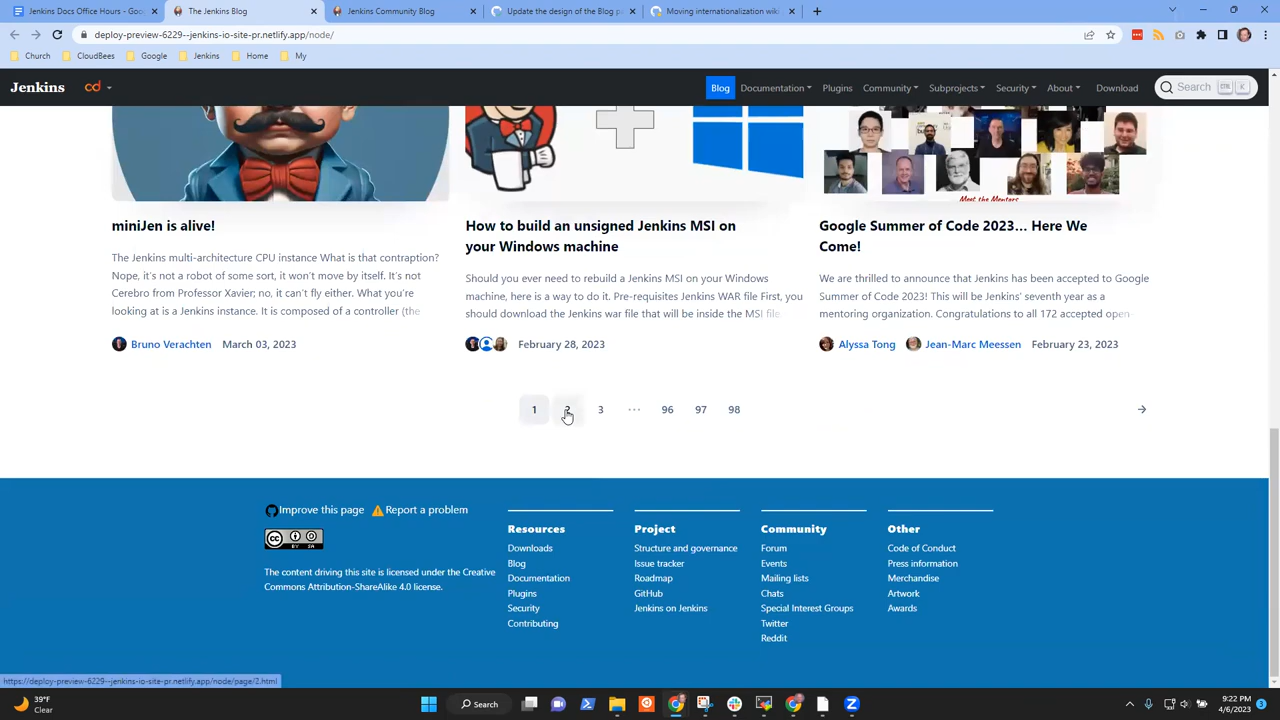 Jenkins Docs Office Hours - Goo
The Jenkins Blog
Jenkins Community Blog
Update the design of the Blog p
Moving internationalization wiki
deploy-preview-6229--jenkins-io-site-pr.netlify.app/node/
Church
CloudBees
Google
Jenkins
Home
My
Jenkins
cd
Blog
Documentation
Plugins
Community
Subprojects
Security
About
Download
Search
CTRL
K
Meet the Mentors
miniJen is alive!
The Jenkins multi-architecture CPU instance What is that contraption?
Nope, it's not a robot of some sort, it won't move by itself. It's not
Cerebro from Professor Xavier; no, it can't fly either. What you're
looking at is a Jenkins instance. It is composed of a controller (the
Bruno Verachten March 03, 2023
How to build an unsigned Jenkins MSI on
your Windows machine
Should you ever need to rebuild a Jenkins MSI on your Windows
machine, here is a way to do it. Pre-requisites Jenkins WAR file First, you
should download the Jenkins war file that will be inside the MSI file.
February 28, 2023
Google Summer of Code 2023… Here We
Come!
We are thrilled to announce that Jenkins has been accepted to Google
Summer of Code 2023! This will be Jenkins' seventh year as a
mentoring organization. Congratulations to all 172 accepted open-
Alyssa Tong Jean-Marc Meessen February 23, 2023
1 2 3 ··· 96 97 98
Improve this page Report a problem
BY SA
The content driving this site is licensed under the Creative
Commons Attribution-ShareAlike 4.0 license.
Resources
Downloads
Blog
Documentation
Plugins
Security
Contributing
Project
Structure and governance
Issue tracker
Roadmap
GitHub
Jenkins on Jenkins
Community
Forum
Events
Mailing lists
Chats
Special Interest Groups
Twitter
Reddit
Other
Code of Conduct
Press information
Merchandise
Artwork
Awards
https://deploy-preview-6229--jenkins-io-site-pr.netlify.app/node/page/2.html
39°F
Clear
Search
9:22 PM
4/6/2023
3